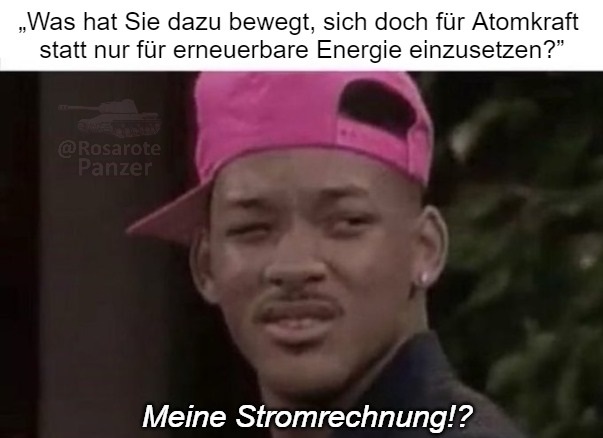 „Was hat Sie dazu bewegt, sich doch für Atomkraft
statt nur für erneuerbare Energie einzusetzen?”
@Rosarote
Panzer
Meine Stromrechnung!?